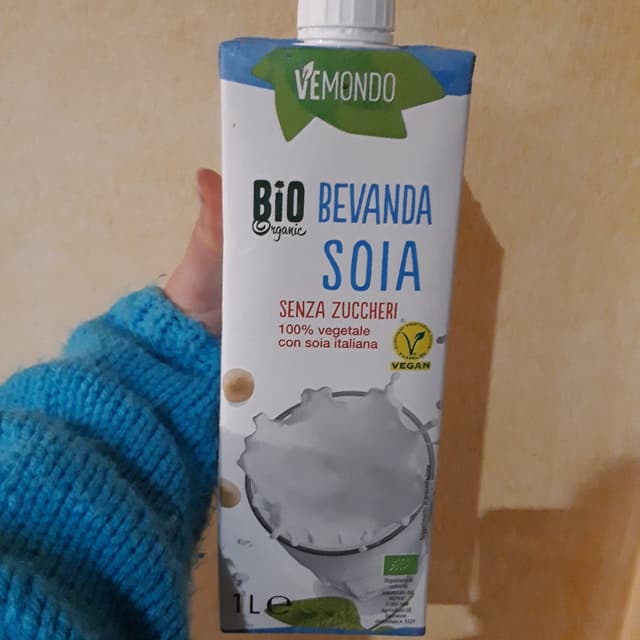 VEMONDO
BiO
Organic
BEVANDA
SOIA
SENZA ZUCCHERI
100% vegetale
con soia italiana
VEGAN
1L e